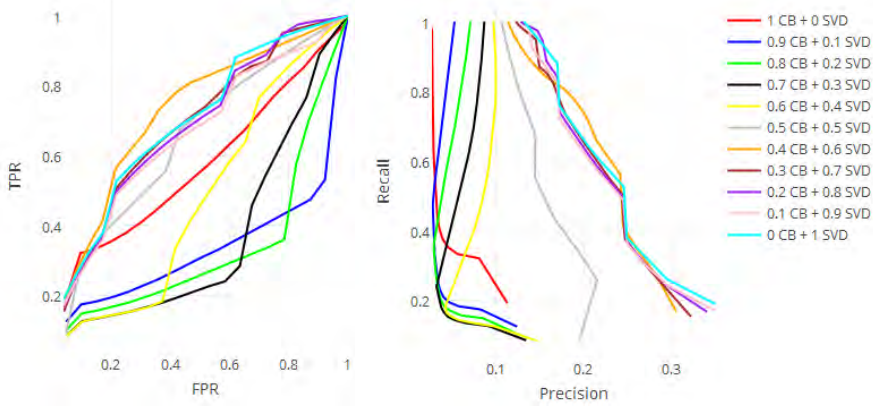 1
0.8
0.6
0.4
0.2
TPR
0.2
0.4
0.6
0.8
1
FPR
1
0.8
0.6
0.4
0.2
Recall
0.1
0.2
0.3
Precision
1 CB + 0 SVD
0.9 CB + 0.1 SVD
0.8 CB + 0.2 SVD
0.7 CB + 0.3 SVD
0.6 CB + 0.4 SVD
0.5 CB + 0.5 SVD
0.4 CB + 0.6 SVD
0.3 CB + 0.7 SVD
0.2 CB + 0.8 SVD
0.1 CB + 0.9 SVD
0 CB + 1 SVD